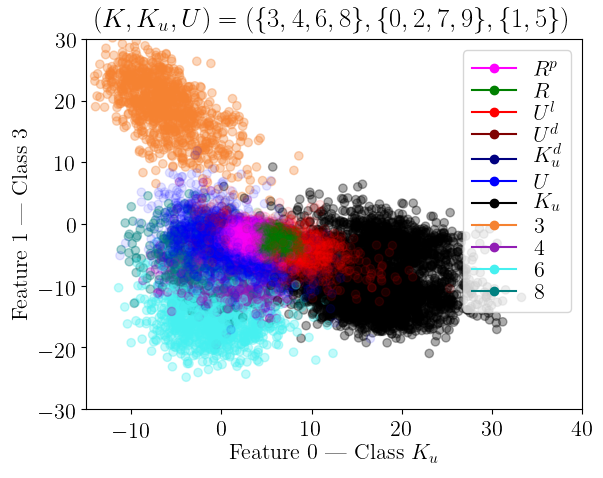 (K, K_u, U) = ({3, 4, 6, 8}, {0, 2, 7, 9}, {1, 5})
30
20
10
0
−10
−20
−30
Feature 1 — Class 3
−10 0 10 20 30 40
Feature 0 — Class K_u
R^p
R
U^l
U^d
K_u^d
U
K_u
3
4
6
8